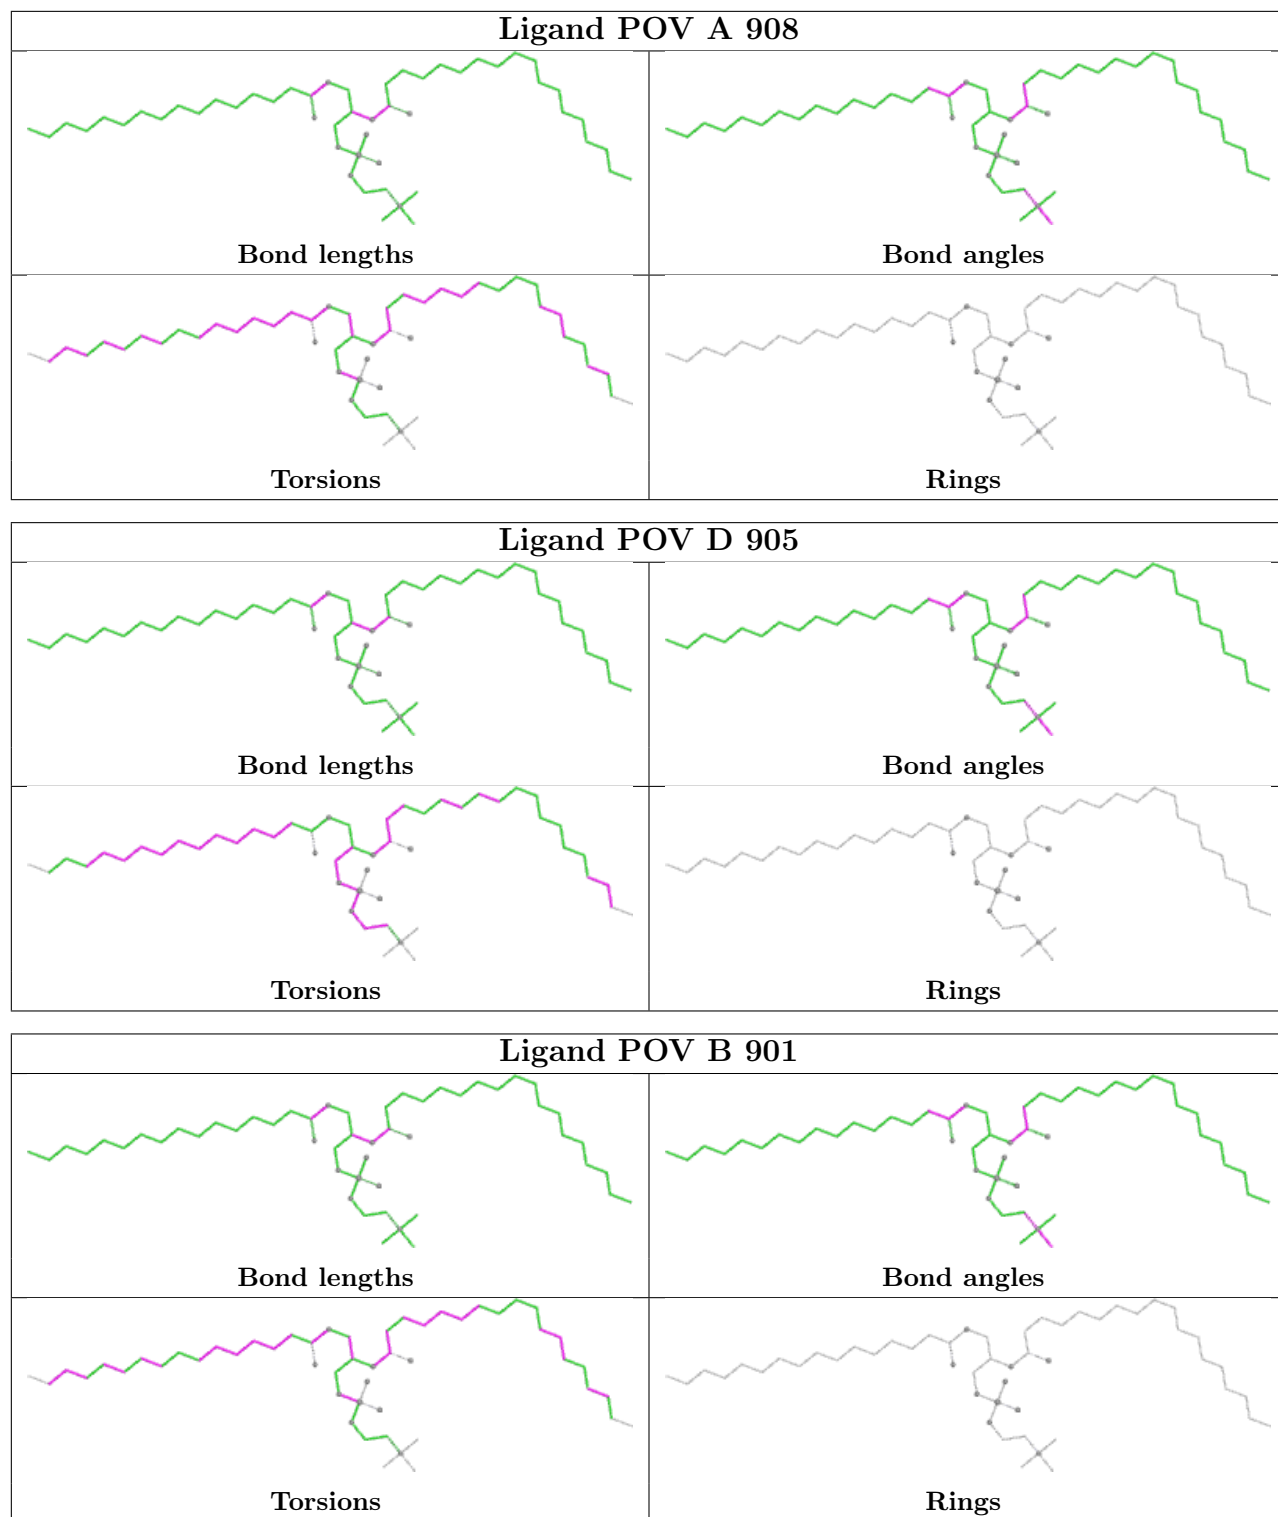 Ligand POV A 908
Bond lengths
Bond angles
Torsions
Rings
Ligand POV D 905
Bond lengths
Bond angles
Torsions
Rings
Ligand POV B 901
Bond lengths
Bond angles
Torsions
Rings